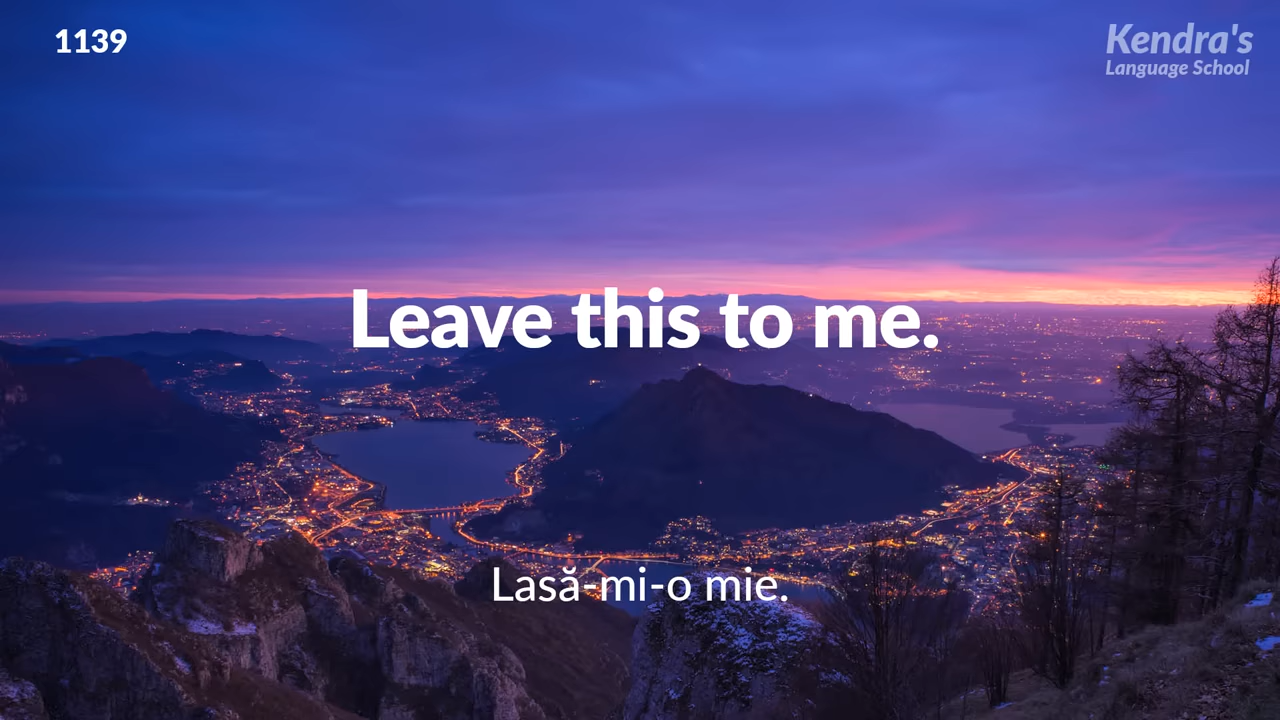 1139
Kendra's
Language School
Leave this to me.
Lasă-mi-o mie.